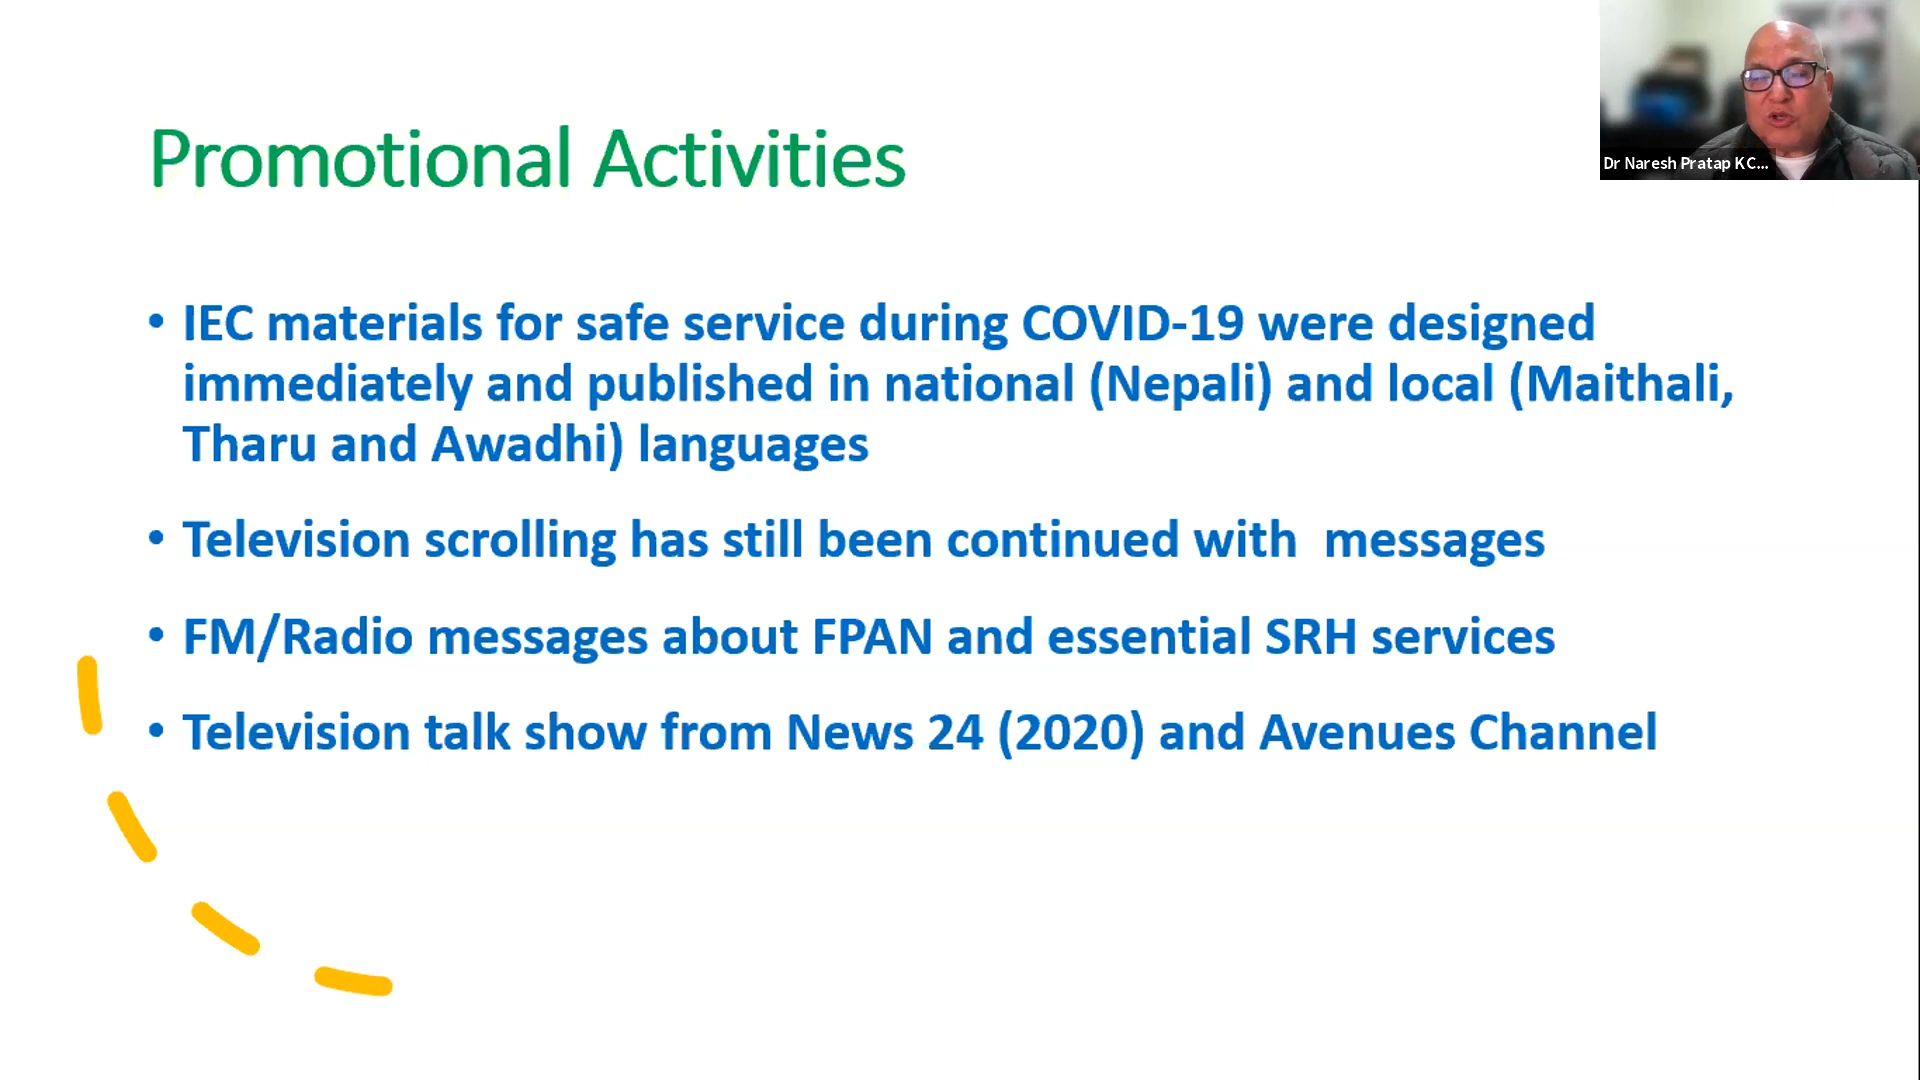 Dr Naresh Pratap K C...
Promotional Activities
• IEC materials for safe service during COVID-19 were designed
immediately and published in national (Nepali) and local (Maithali,
Tharu and Awadhi) languages
• Television scrolling has still been continued with  messages
• FM/Radio messages about FPAN and essential SRH services
• Television talk show from News 24 (2020) and Avenues Channel